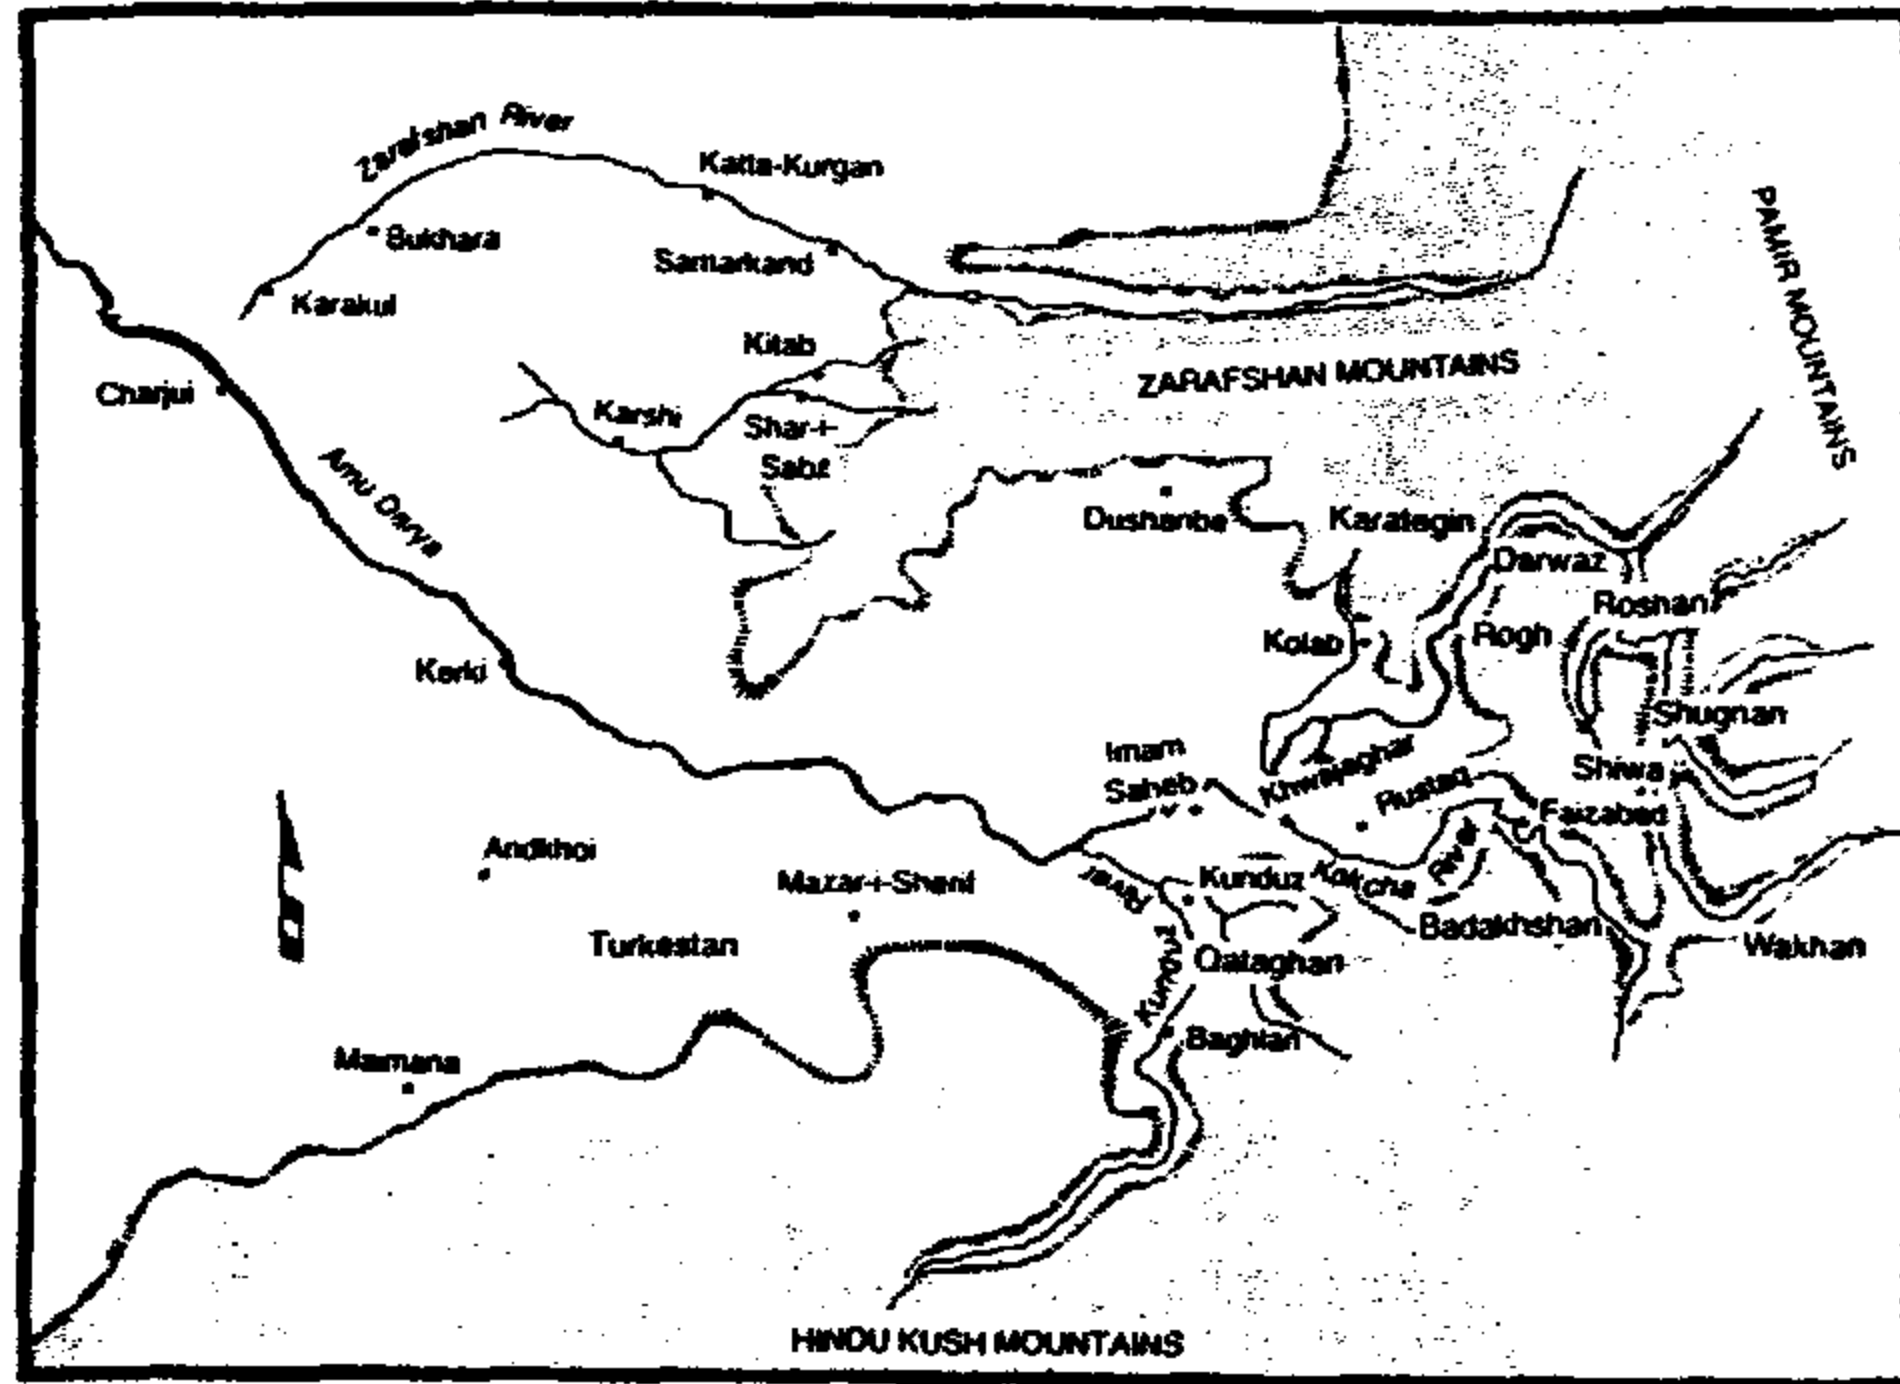 Zarafshan River
Katta-Kurgan
Bukhara
Samarkand
Karakul
PAMIR MOUNTAINS
Kitab
ZARAFSHAN MOUNTAINS
Charjui
Karshi
Shar-i-
Sabz
Amu Darya
Dushanbe
Karategin
Darwaz
Roshan
Kolab
Rogh
Kerki
Shugnan
Imam
Saheb
Khwajaghar
Shiwa
Rustaq
Faizabad
Andkhoi
Mazar-i-Sherif
Kunduz
Kokcha River
Badakhshan
Turkestan
Kunduz River
Qataghan
Wakhan
Baghlan
Maimana
HINDU KUSH MOUNTAINS